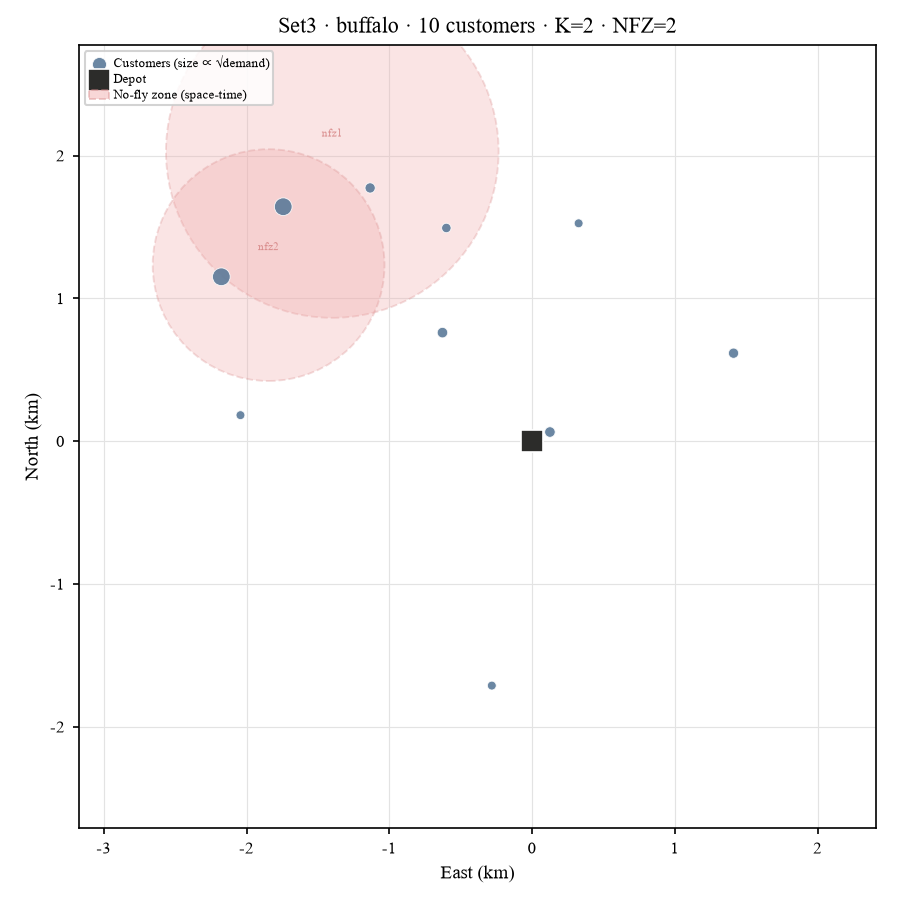 Set3 · buffalo · 10 customers · K=2 · NFZ=2
Customers (size ∝ √demand)
Depot
No-fly zone (space-time)
nfz1
nfz2
2
1
0
-1
-2
North (km)
-3 -2 -1 0 1 2
East (km)